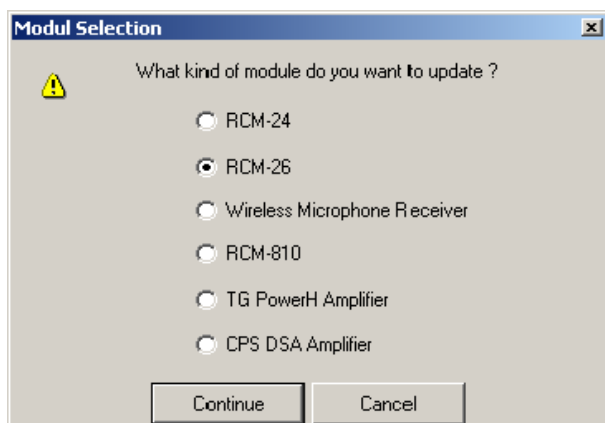 Modul Selection
What kind of module do you want to update ?
RCM-24
RCM-26
Wireless Microphone Receiver
RCM-810
TG PowerH Amplifier
CPS DSA Amplifier
Continue Cancel